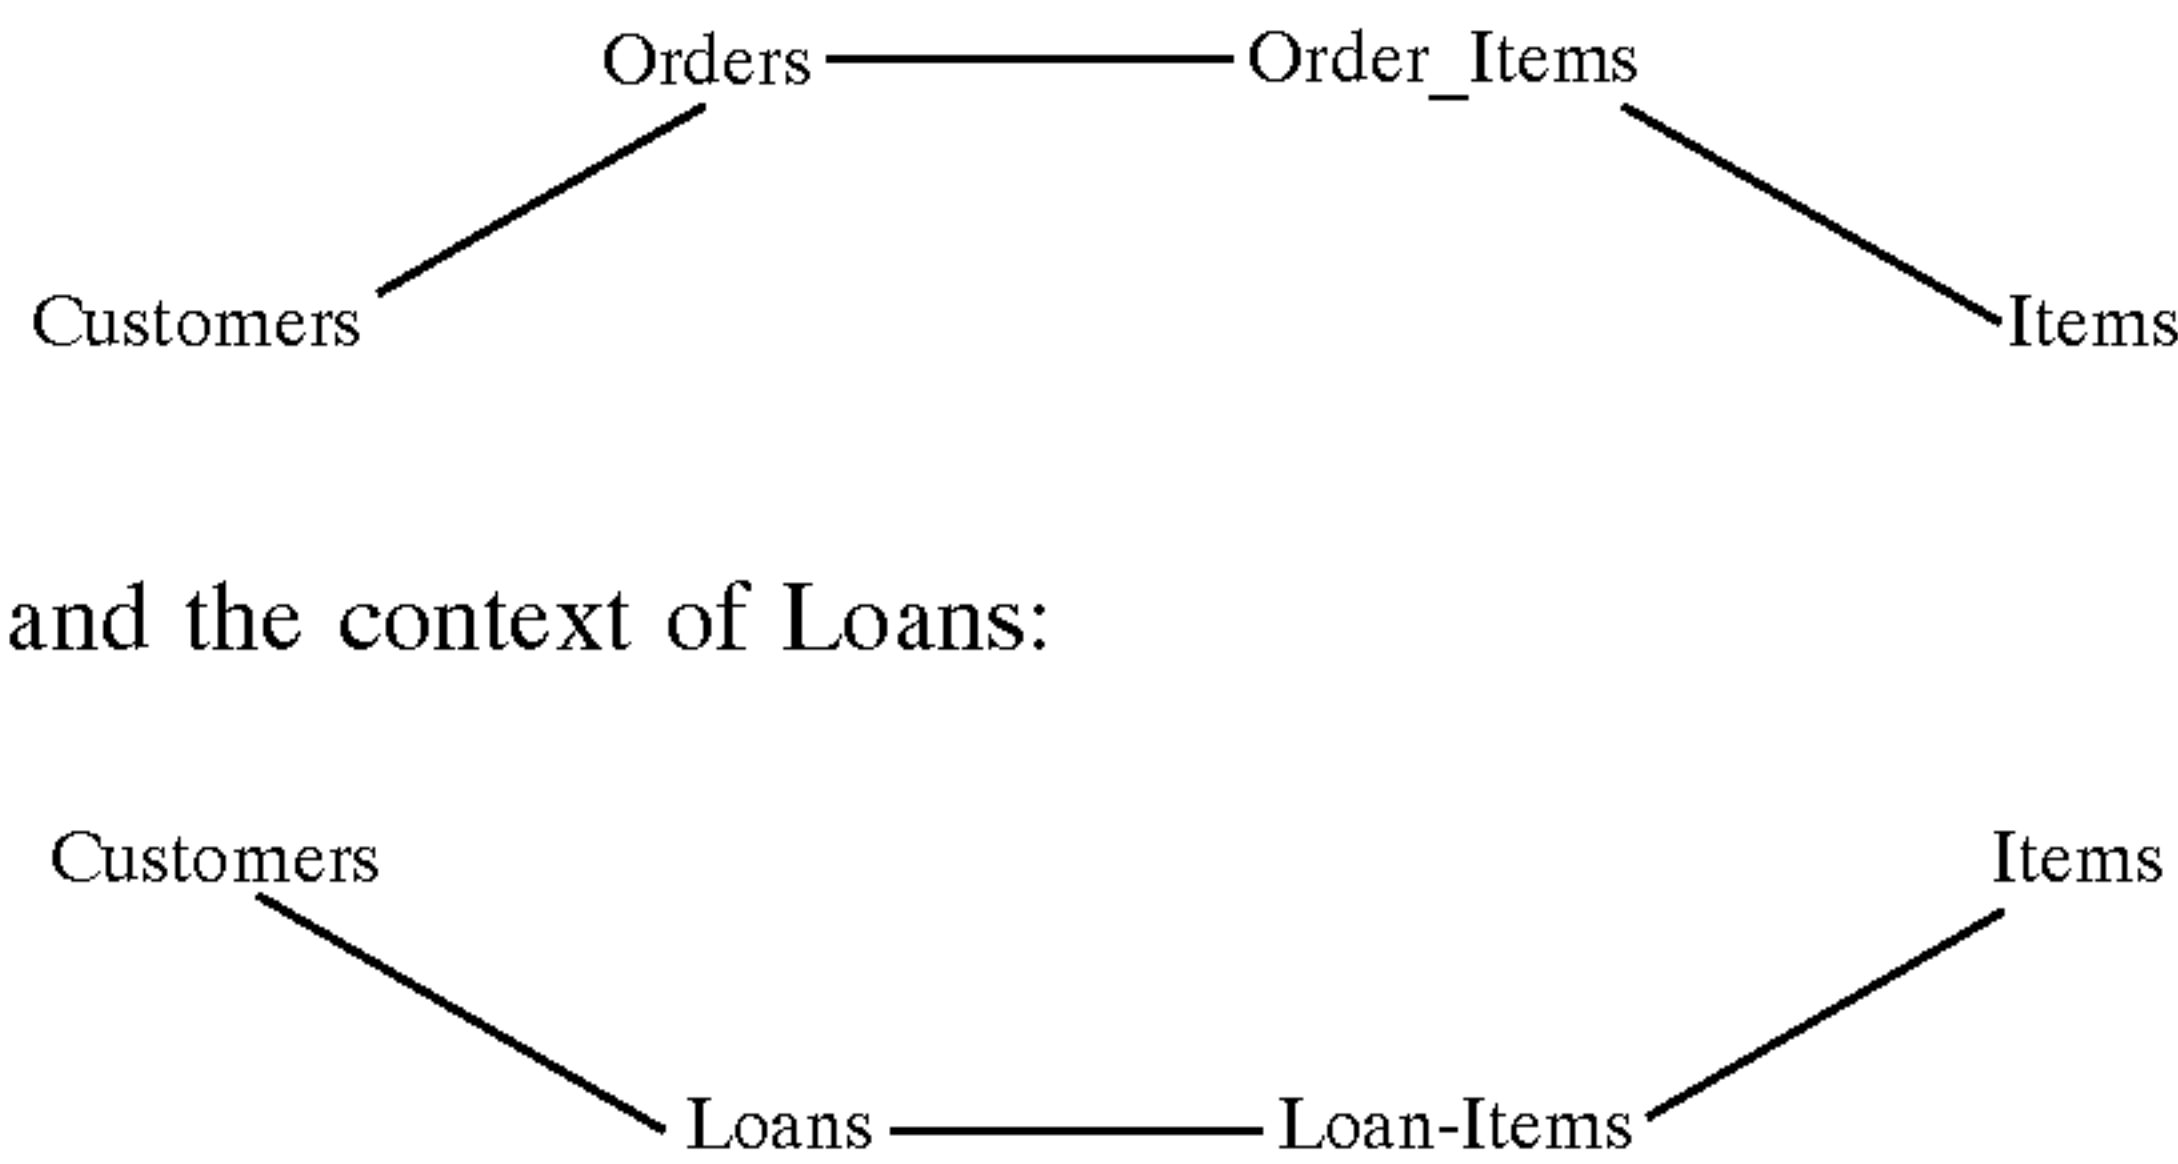 Orders Order_Items
Customers Items
and the context of Loans:
Customers Items
Loans Loan-Items